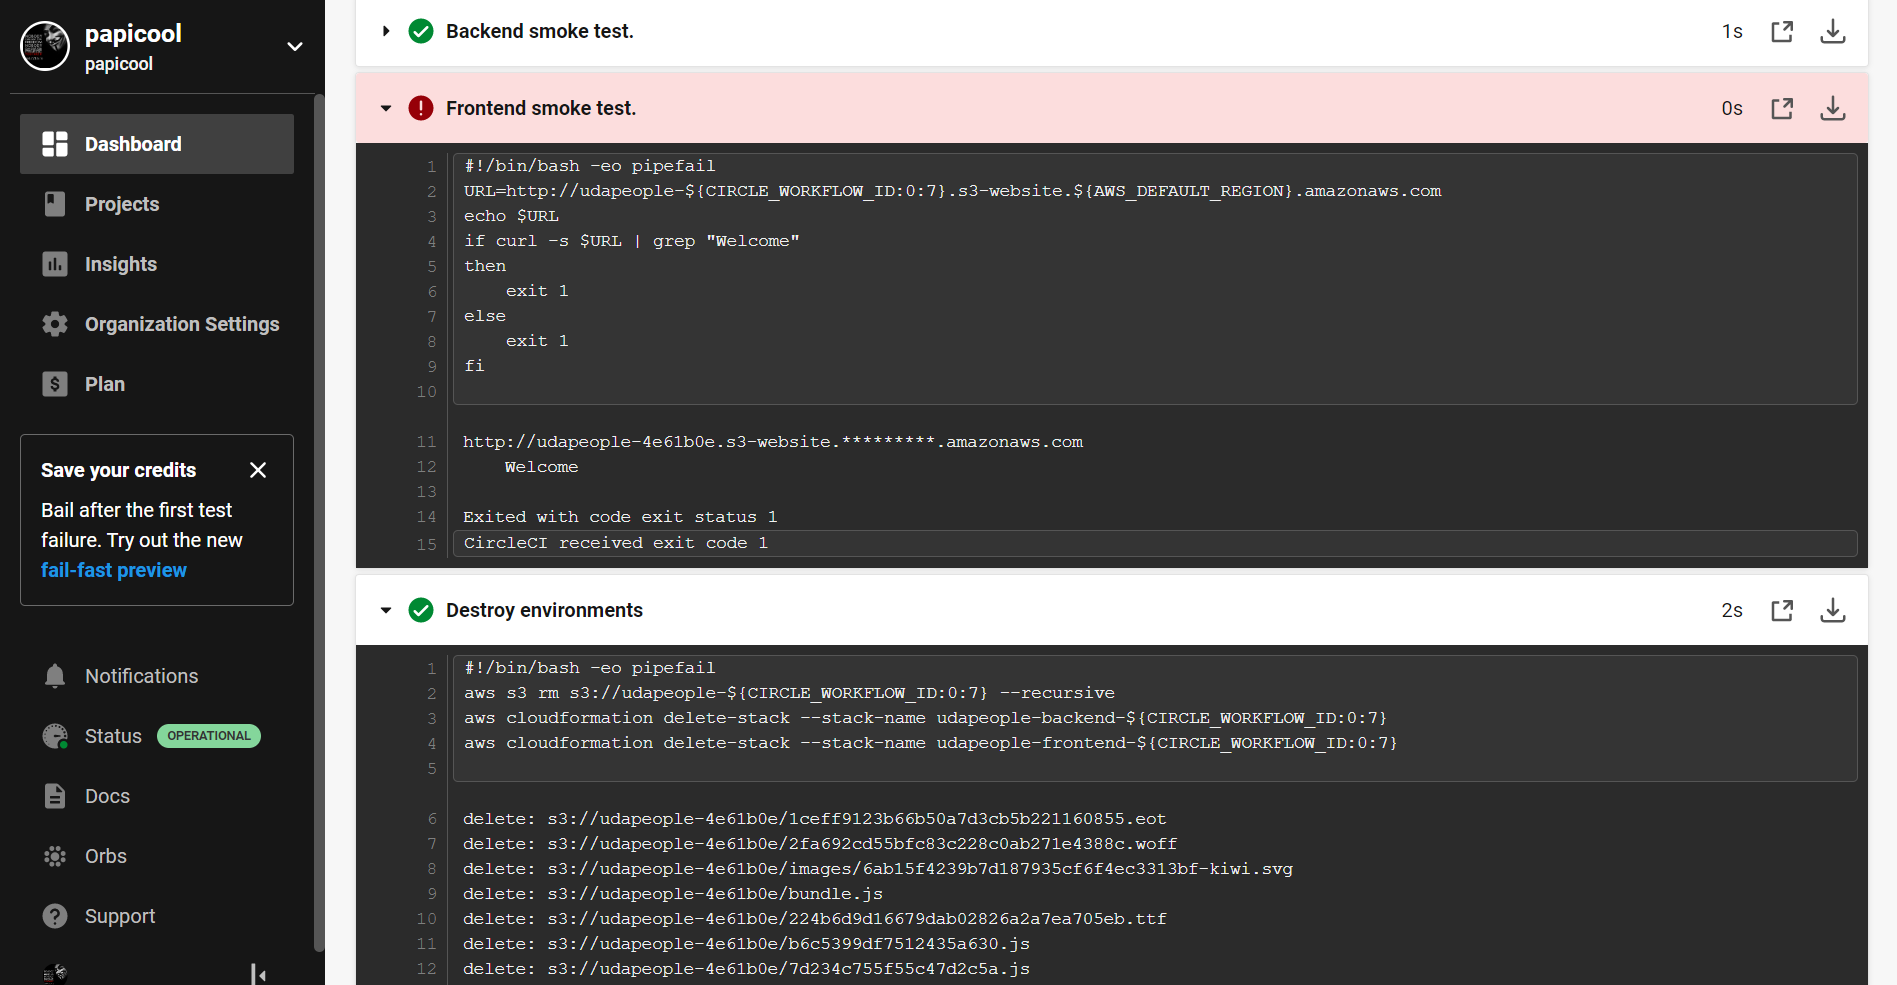 papicool
papicool
Dashboard
Projects
Insights
Organization Settings
Plan
Save your credits
Bail after the first test
failure. Try out the new
fail-fast preview
Notifications
Status OPERATIONAL
Docs
Orbs
Support
Backend smoke test. 1s
Frontend smoke test. 0s
1 #!/bin/bash -eo pipefail
2 URL=http://udapeople-${CIRCLE_WORKFLOW_ID:0:7}.s3-website.${AWS_DEFAULT_REGION}.amazonaws.com
3 echo $URL
4 if curl -s $URL | grep "Welcome"
5 then
6 exit 1
7 else
8 exit 1
9 fi
10
11 http://udapeople-4e61b0e.s3-website.*********.amazonaws.com
12 Welcome
13
14 Exited with code exit status 1
15 CircleCI received exit code 1
Destroy environments 2s
1 #!/bin/bash -eo pipefail
2 aws s3 rm s3://udapeople-${CIRCLE_WORKFLOW_ID:0:7} --recursive
3 aws cloudformation delete-stack --stack-name udapeople-backend-${CIRCLE_WORKFLOW_ID:0:7}
4 aws cloudformation delete-stack --stack-name udapeople-frontend-${CIRCLE_WORKFLOW_ID:0:7}
5
6 delete: s3://udapeople-4e61b0e/1ceff9123b66b50a7d3cb5b221160855.eot
7 delete: s3://udapeople-4e61b0e/2fa692cd55bfc83c228c0ab271e4388c.woff
8 delete: s3://udapeople-4e61b0e/images/6ab15f4239b7d187935cf6f4ec3313bf-kiwi.svg
9 delete: s3://udapeople-4e61b0e/bundle.js
10 delete: s3://udapeople-4e61b0e/224b6d9d16679dab02826a2a7ea705eb.ttf
11 delete: s3://udapeople-4e61b0e/b6c5399df7512435a630.js
12 delete: s3://udapeople-4e61b0e/7d234c755f55c47d2c5a.js